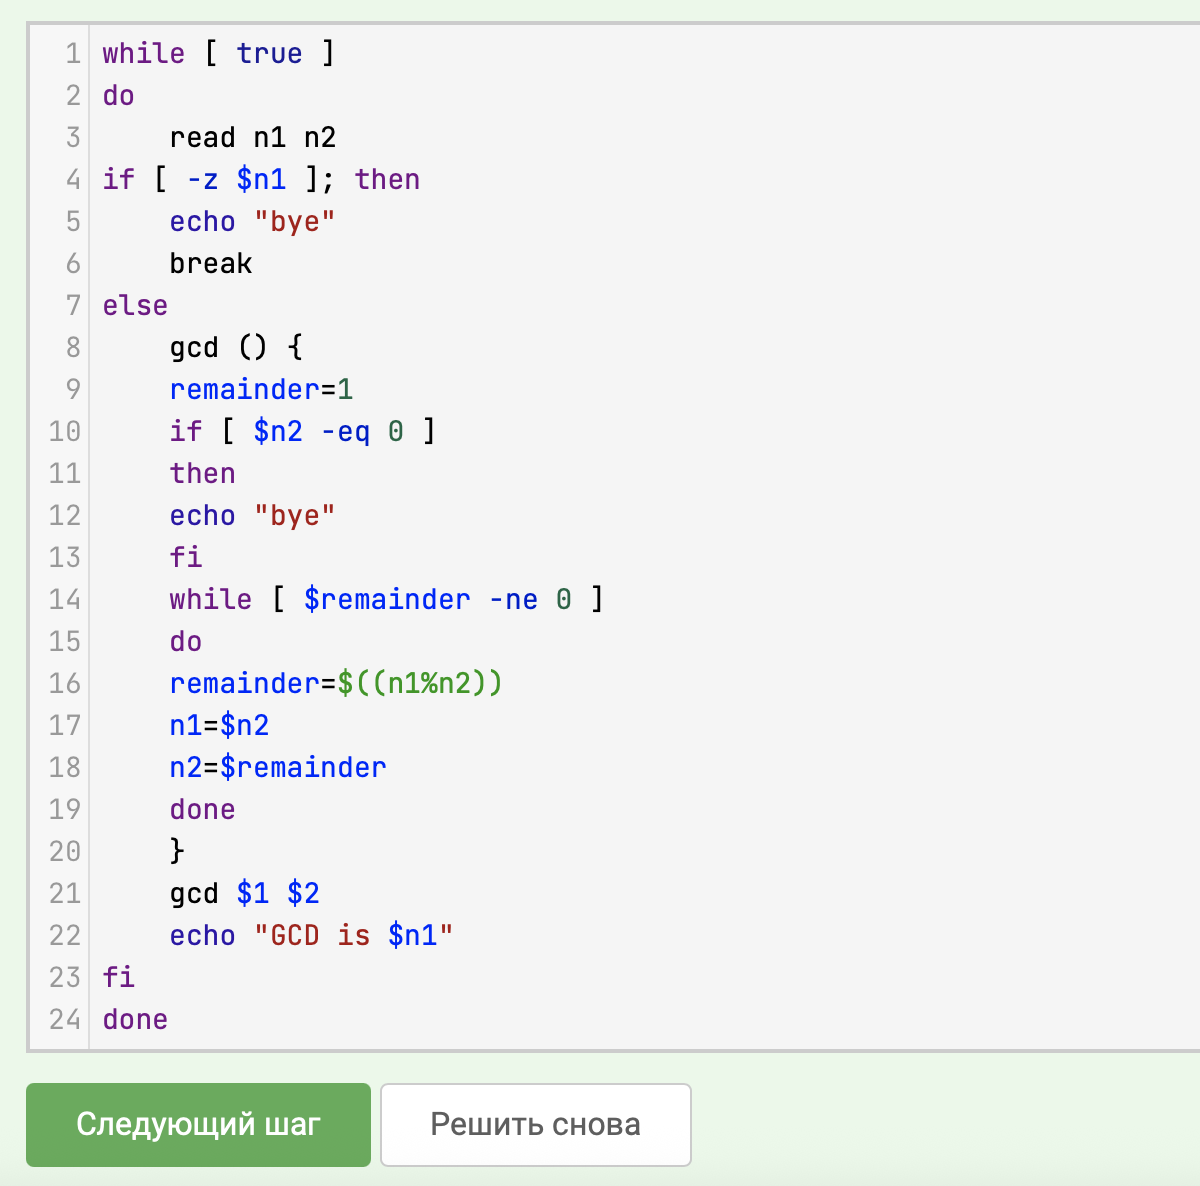 1 while [ true ]
2 do
3     read n1 n2
4 if [ -z $n1 ]; then
5     echo "bye"
6     break
7 else
8     gcd () {
9     remainder=1
10     if [ $n2 -eq 0 ]
11     then
12     echo "bye"
13     fi
14     while [ $remainder -ne 0 ]
15     do
16     remainder=$((n1%n2))
17     n1=$n2
18     n2=$remainder
19     done
20     }
21     gcd $1 $2
22     echo "GCD is $n1"
23 fi
24 done
Следующий шаг Решить снова